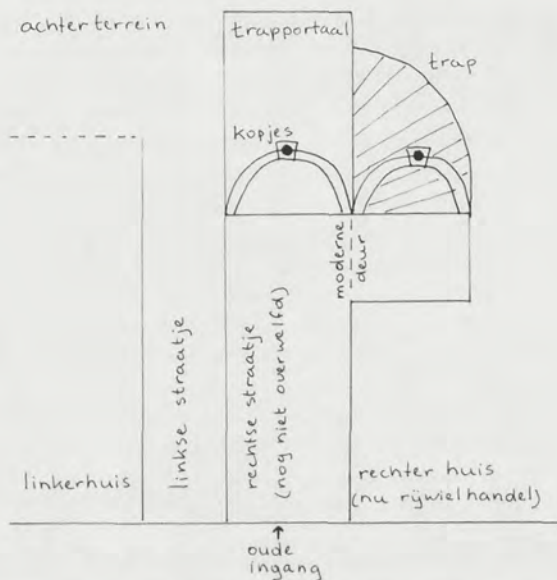 achterterrein
trapportaal
trap
kopjes
moderne
deur
linkse straatje
rechtse straatje
(nog niet overwelfd)
linkerhuis
rechter huis
(nu rijwielhandel)
oude
ingang